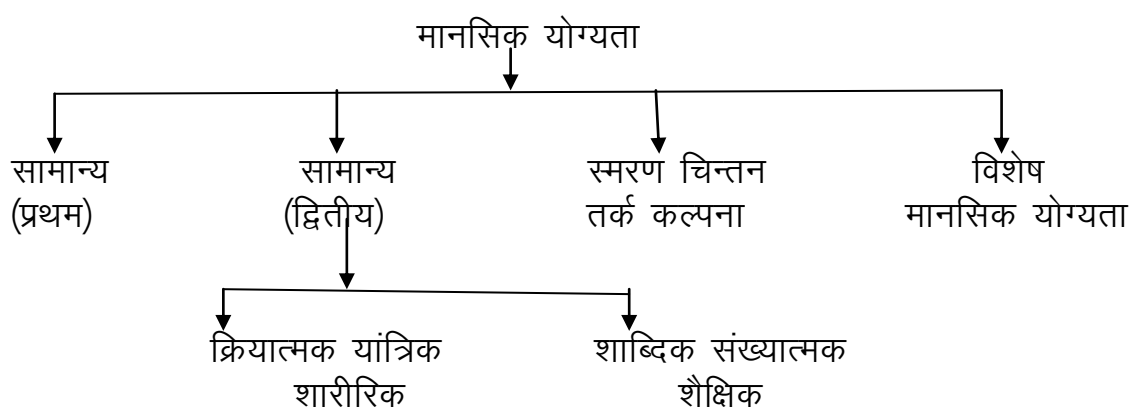 मानसिक योग्यता
सामान्य
(प्रथम)
सामान्य
(द्वितीय)
स्मरण चिन्तन
तर्क कल्पना
विशेष
मानसिक योग्यता
क्रियात्मक यांत्रिक
शारीरिक
शाब्दिक संख्यात्मक
शैक्षिक